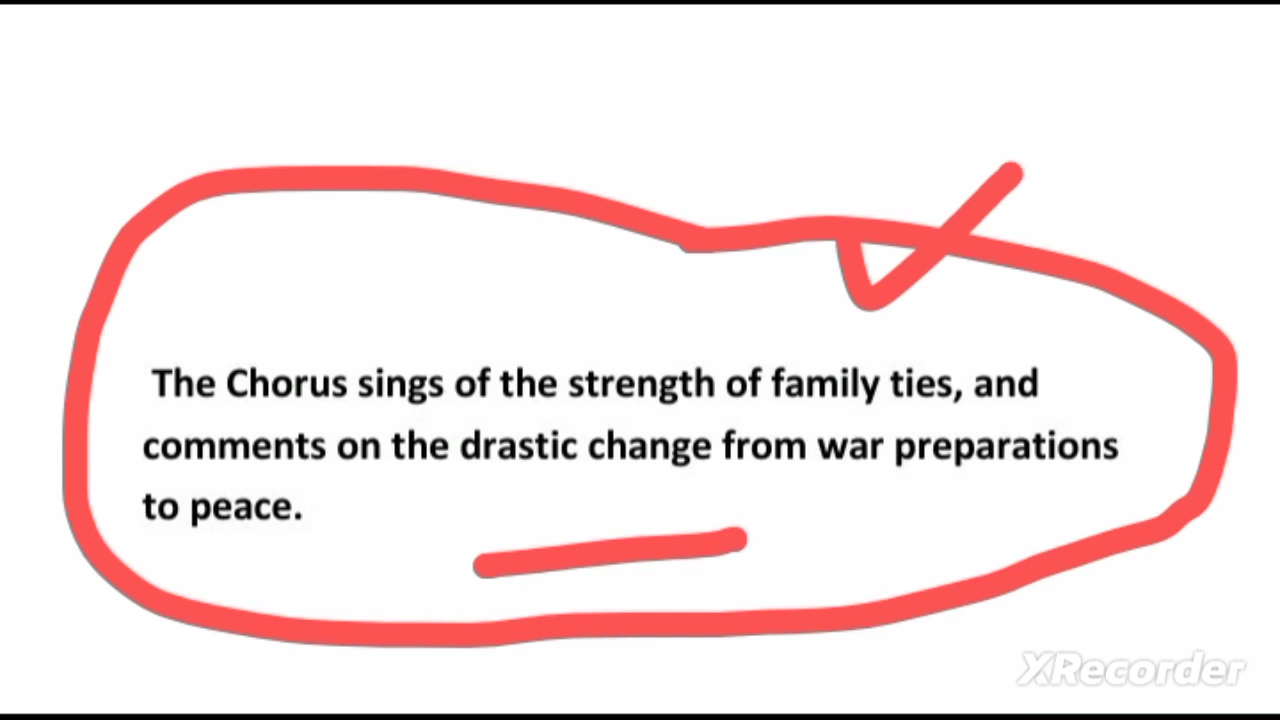 The Chorus sings of the strength of family ties, and
comments on the drastic change from war preparations
to peace.
XRecorder